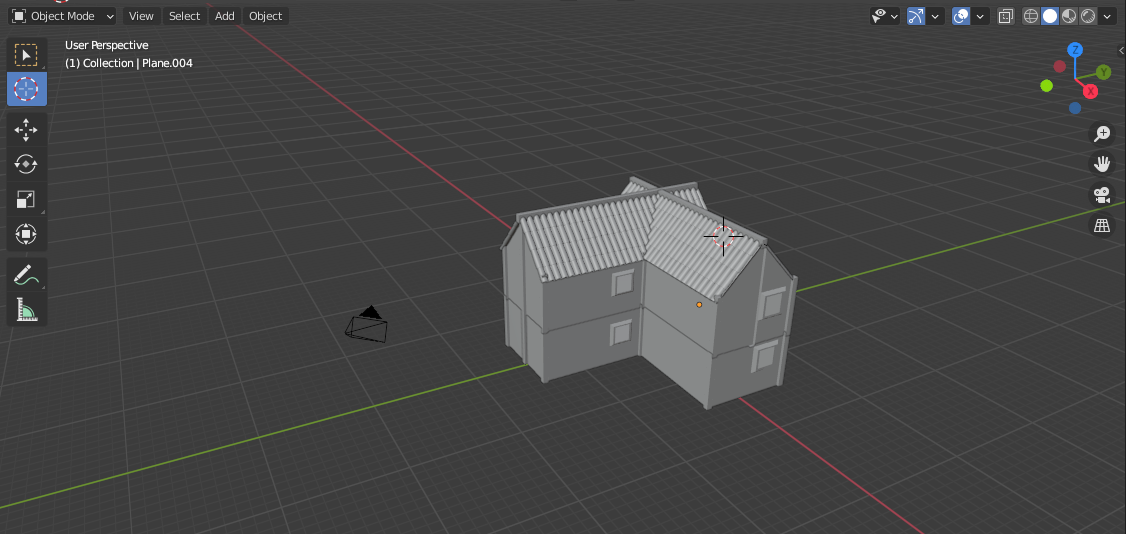 Object Mode View Select Add Object
User Perspective
(1) Collection | Plane.004
Z
Y
X